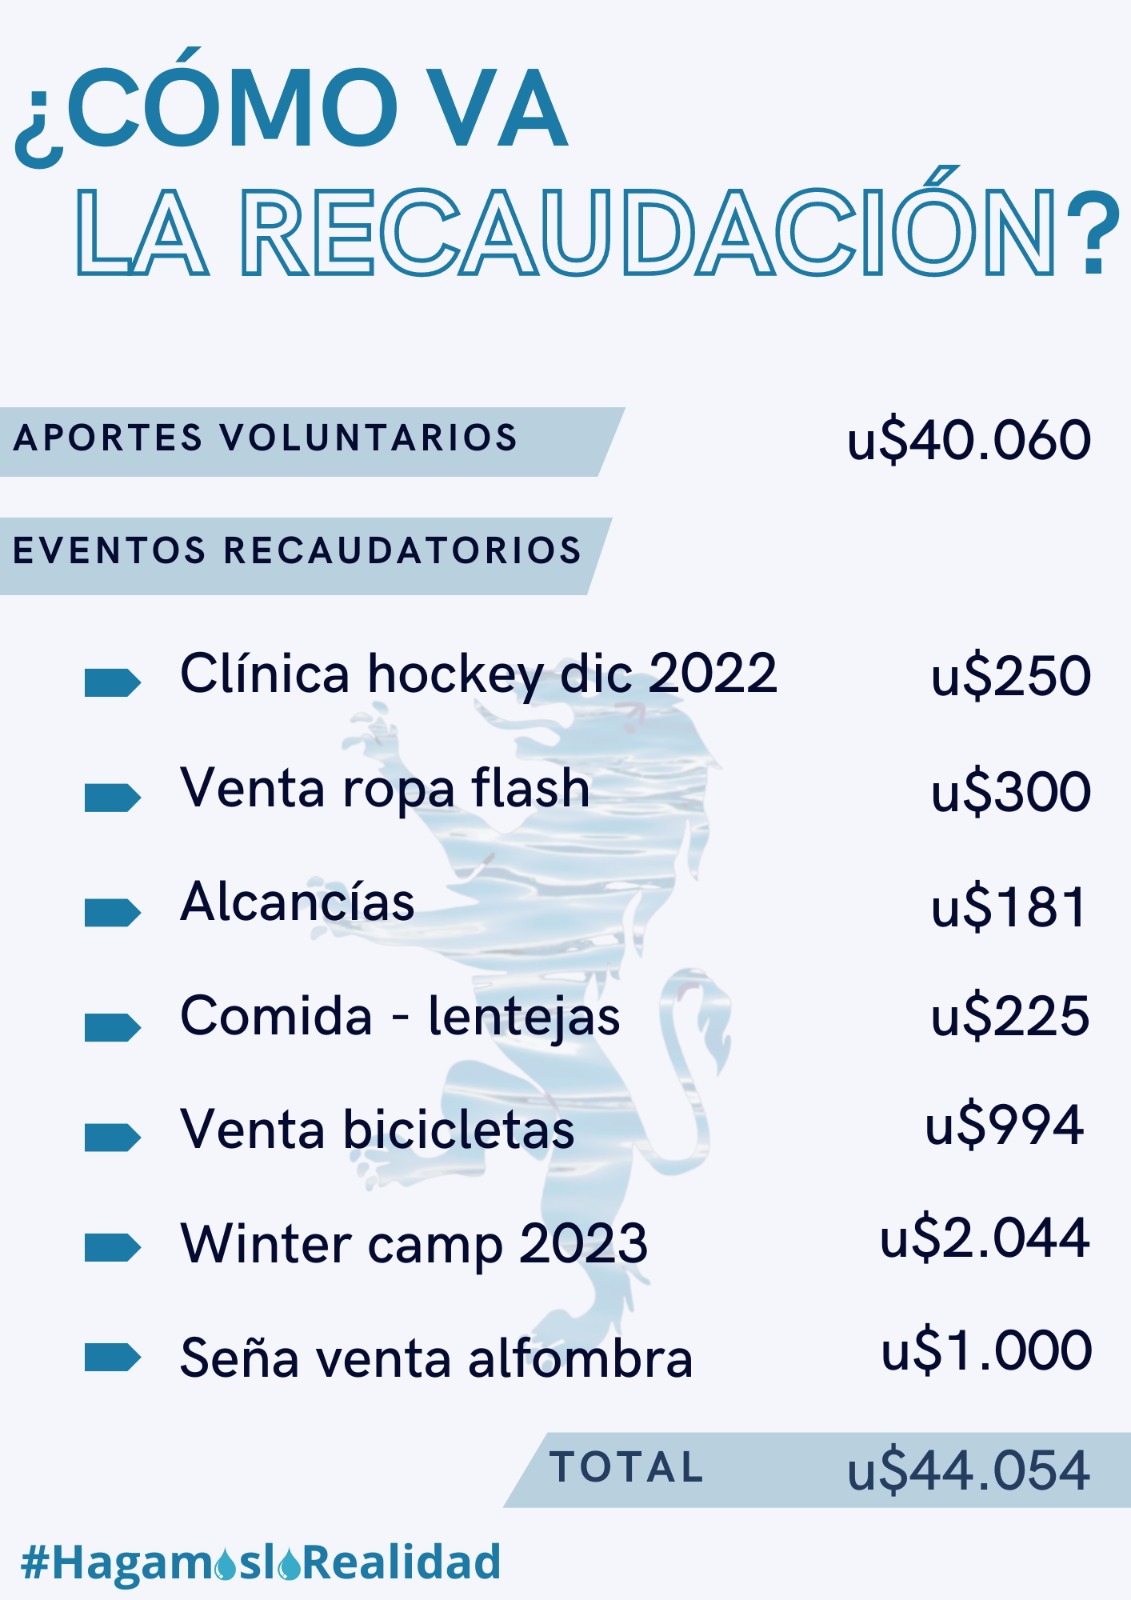 ¿CÓMO VA
LA RECAUDACIÓN?
APORTES VOLUNTARIOS u$40.060
EVENTOS RECAUDATORIOS
Clínica hockey dic 2022 u$250
Venta ropa flash u$300
Alcancías u$181
Comida - lentejas u$225
Venta bicicletas u$994
Winter camp 2023 u$2.044
Seña venta alfombra u$1.000
TOTAL u$44.054
#HagamosloRealidad